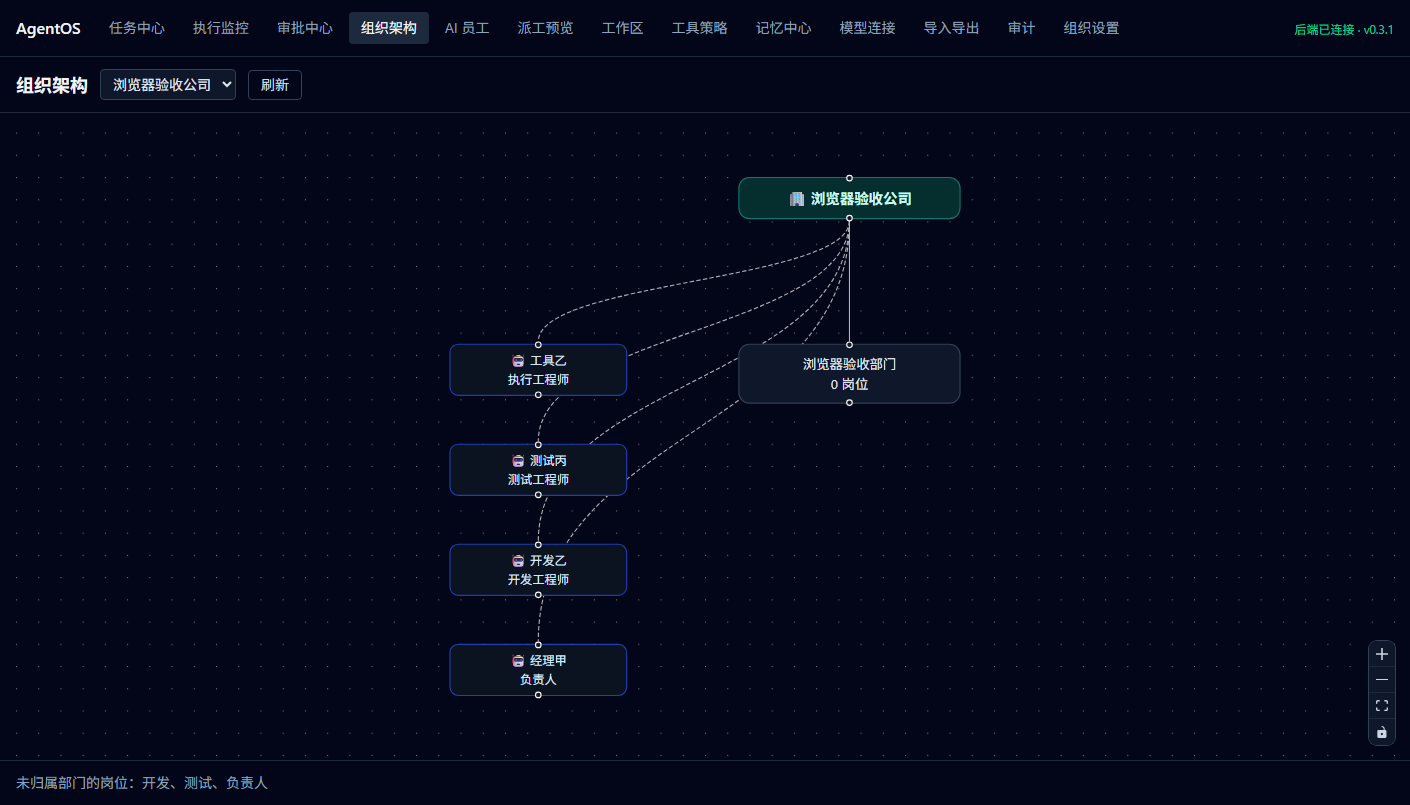 AgentOS 任务中心 执行监控 审批中心 组织架构 AI 员工 派工预览 工作区 工具策略 记忆中心 模型连接 导入导出 审计 组织设置 后端已连接 · v0.3.1
组织架构 浏览器验收公司 刷新
浏览器验收公司
工具乙
执行工程师
浏览器验收部门
0 岗位
测试丙
测试工程师
开发乙
开发工程师
经理甲
负责人
未归属部门的岗位：开发、测试、负责人